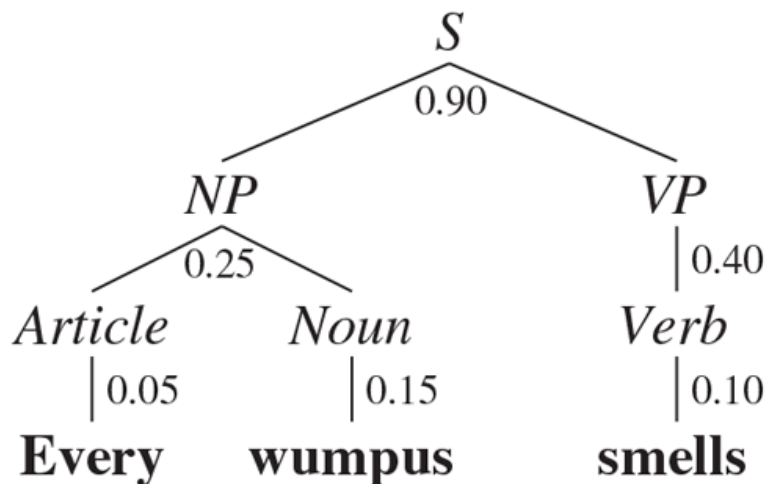 S
0.90
NP VP
0.25 0.40
Article Noun Verb
0.05 0.15 0.10
Every wumpus smells